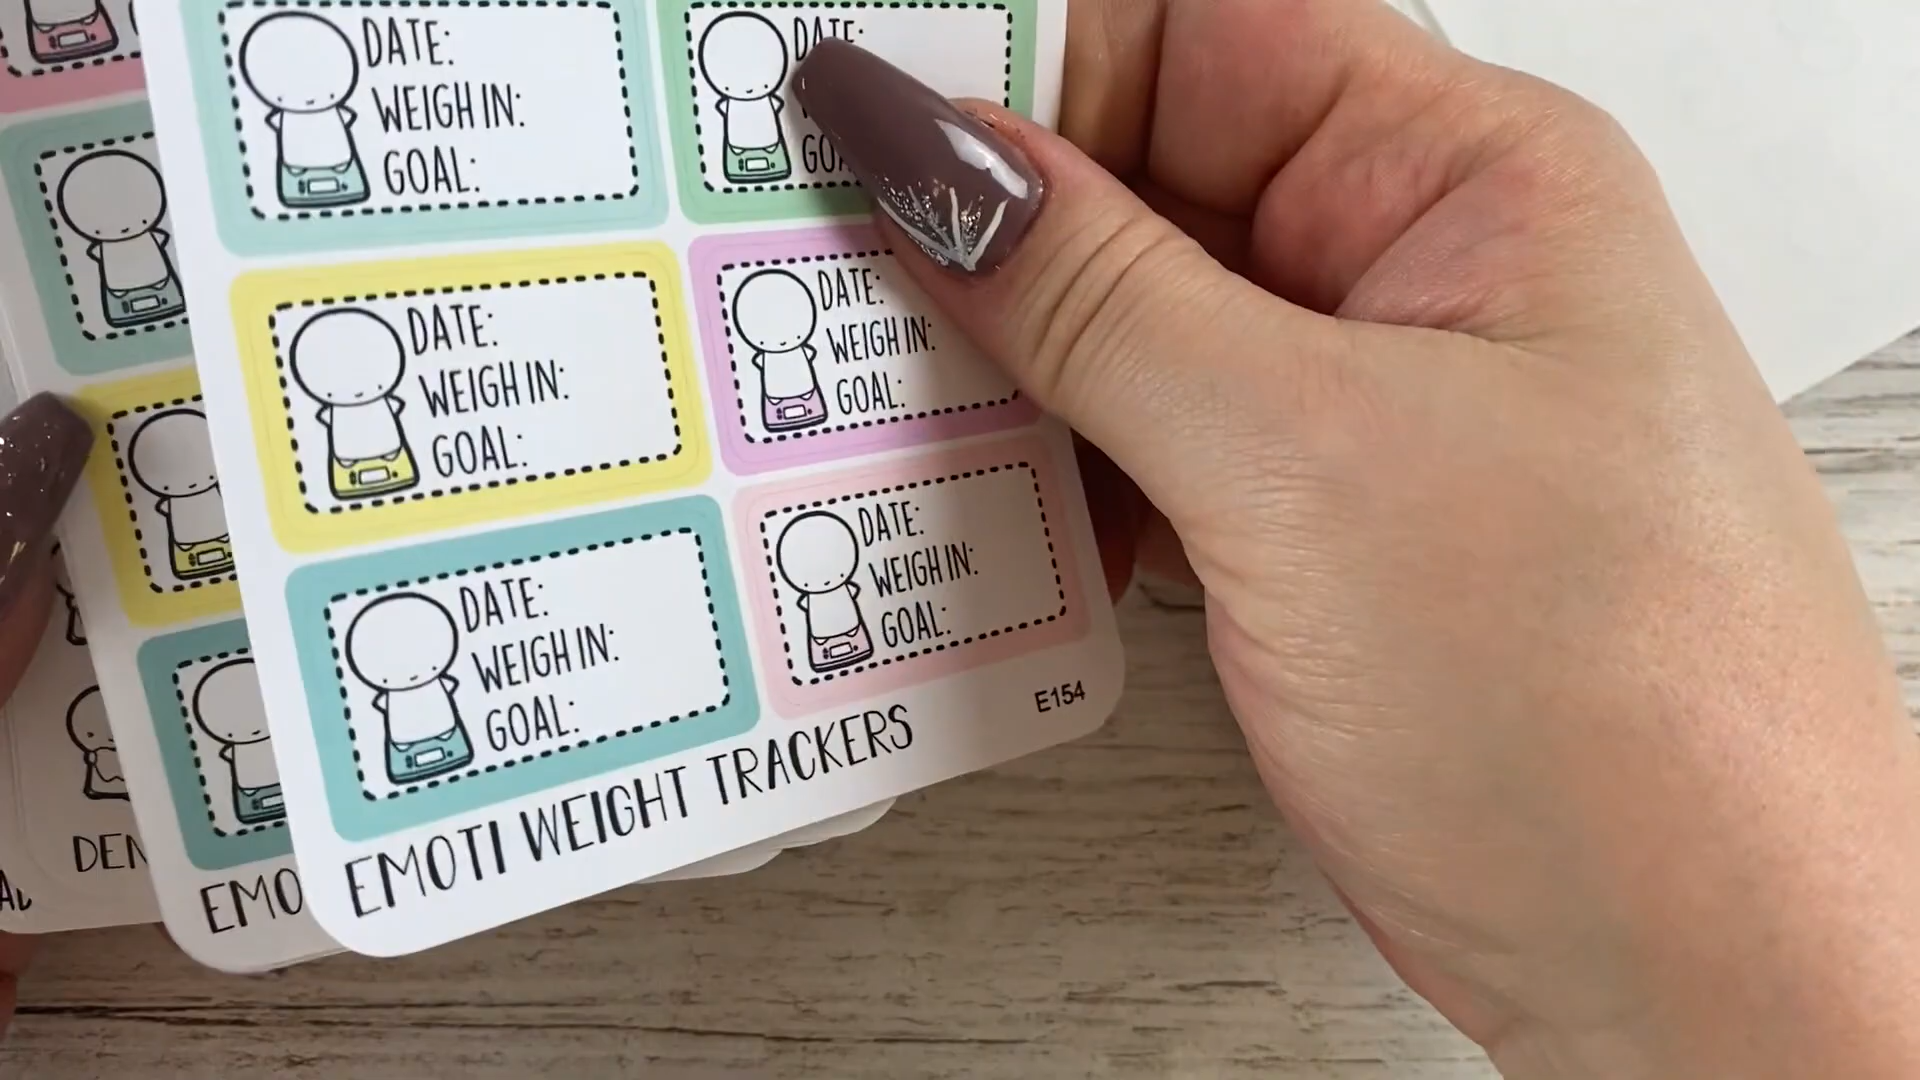 DATE:
WEIGH IN:
GOAL:
DATE:
DATE:
WEIGH IN:
GOAL:
DATE:
WEIGH IN:
GOAL:
DATE:
WEIGH IN:
GOAL:
DATE:
WEIGH IN:
GOAL:
E154
EMOTI WEIGHT TRACKERS
DEN
EMO